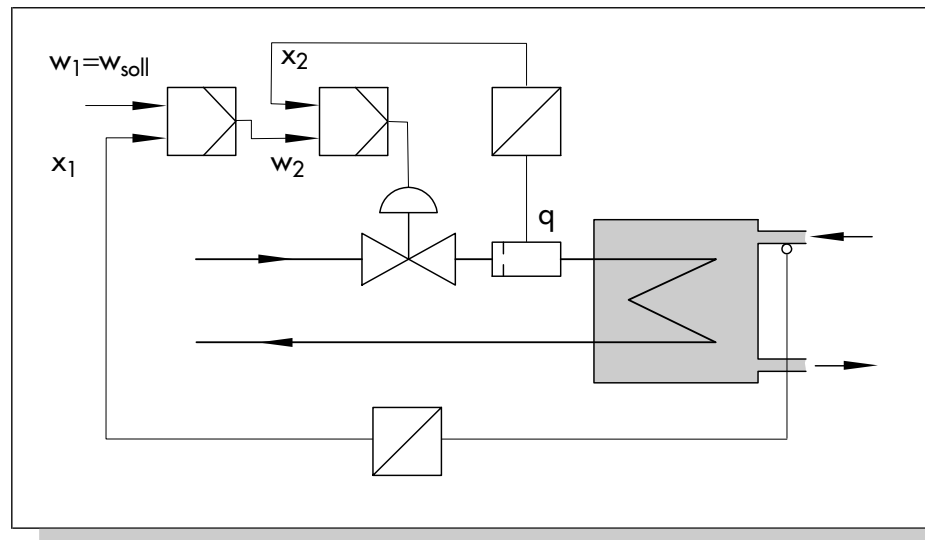 w₁=wsoll
x₂
x₁
w₂
q